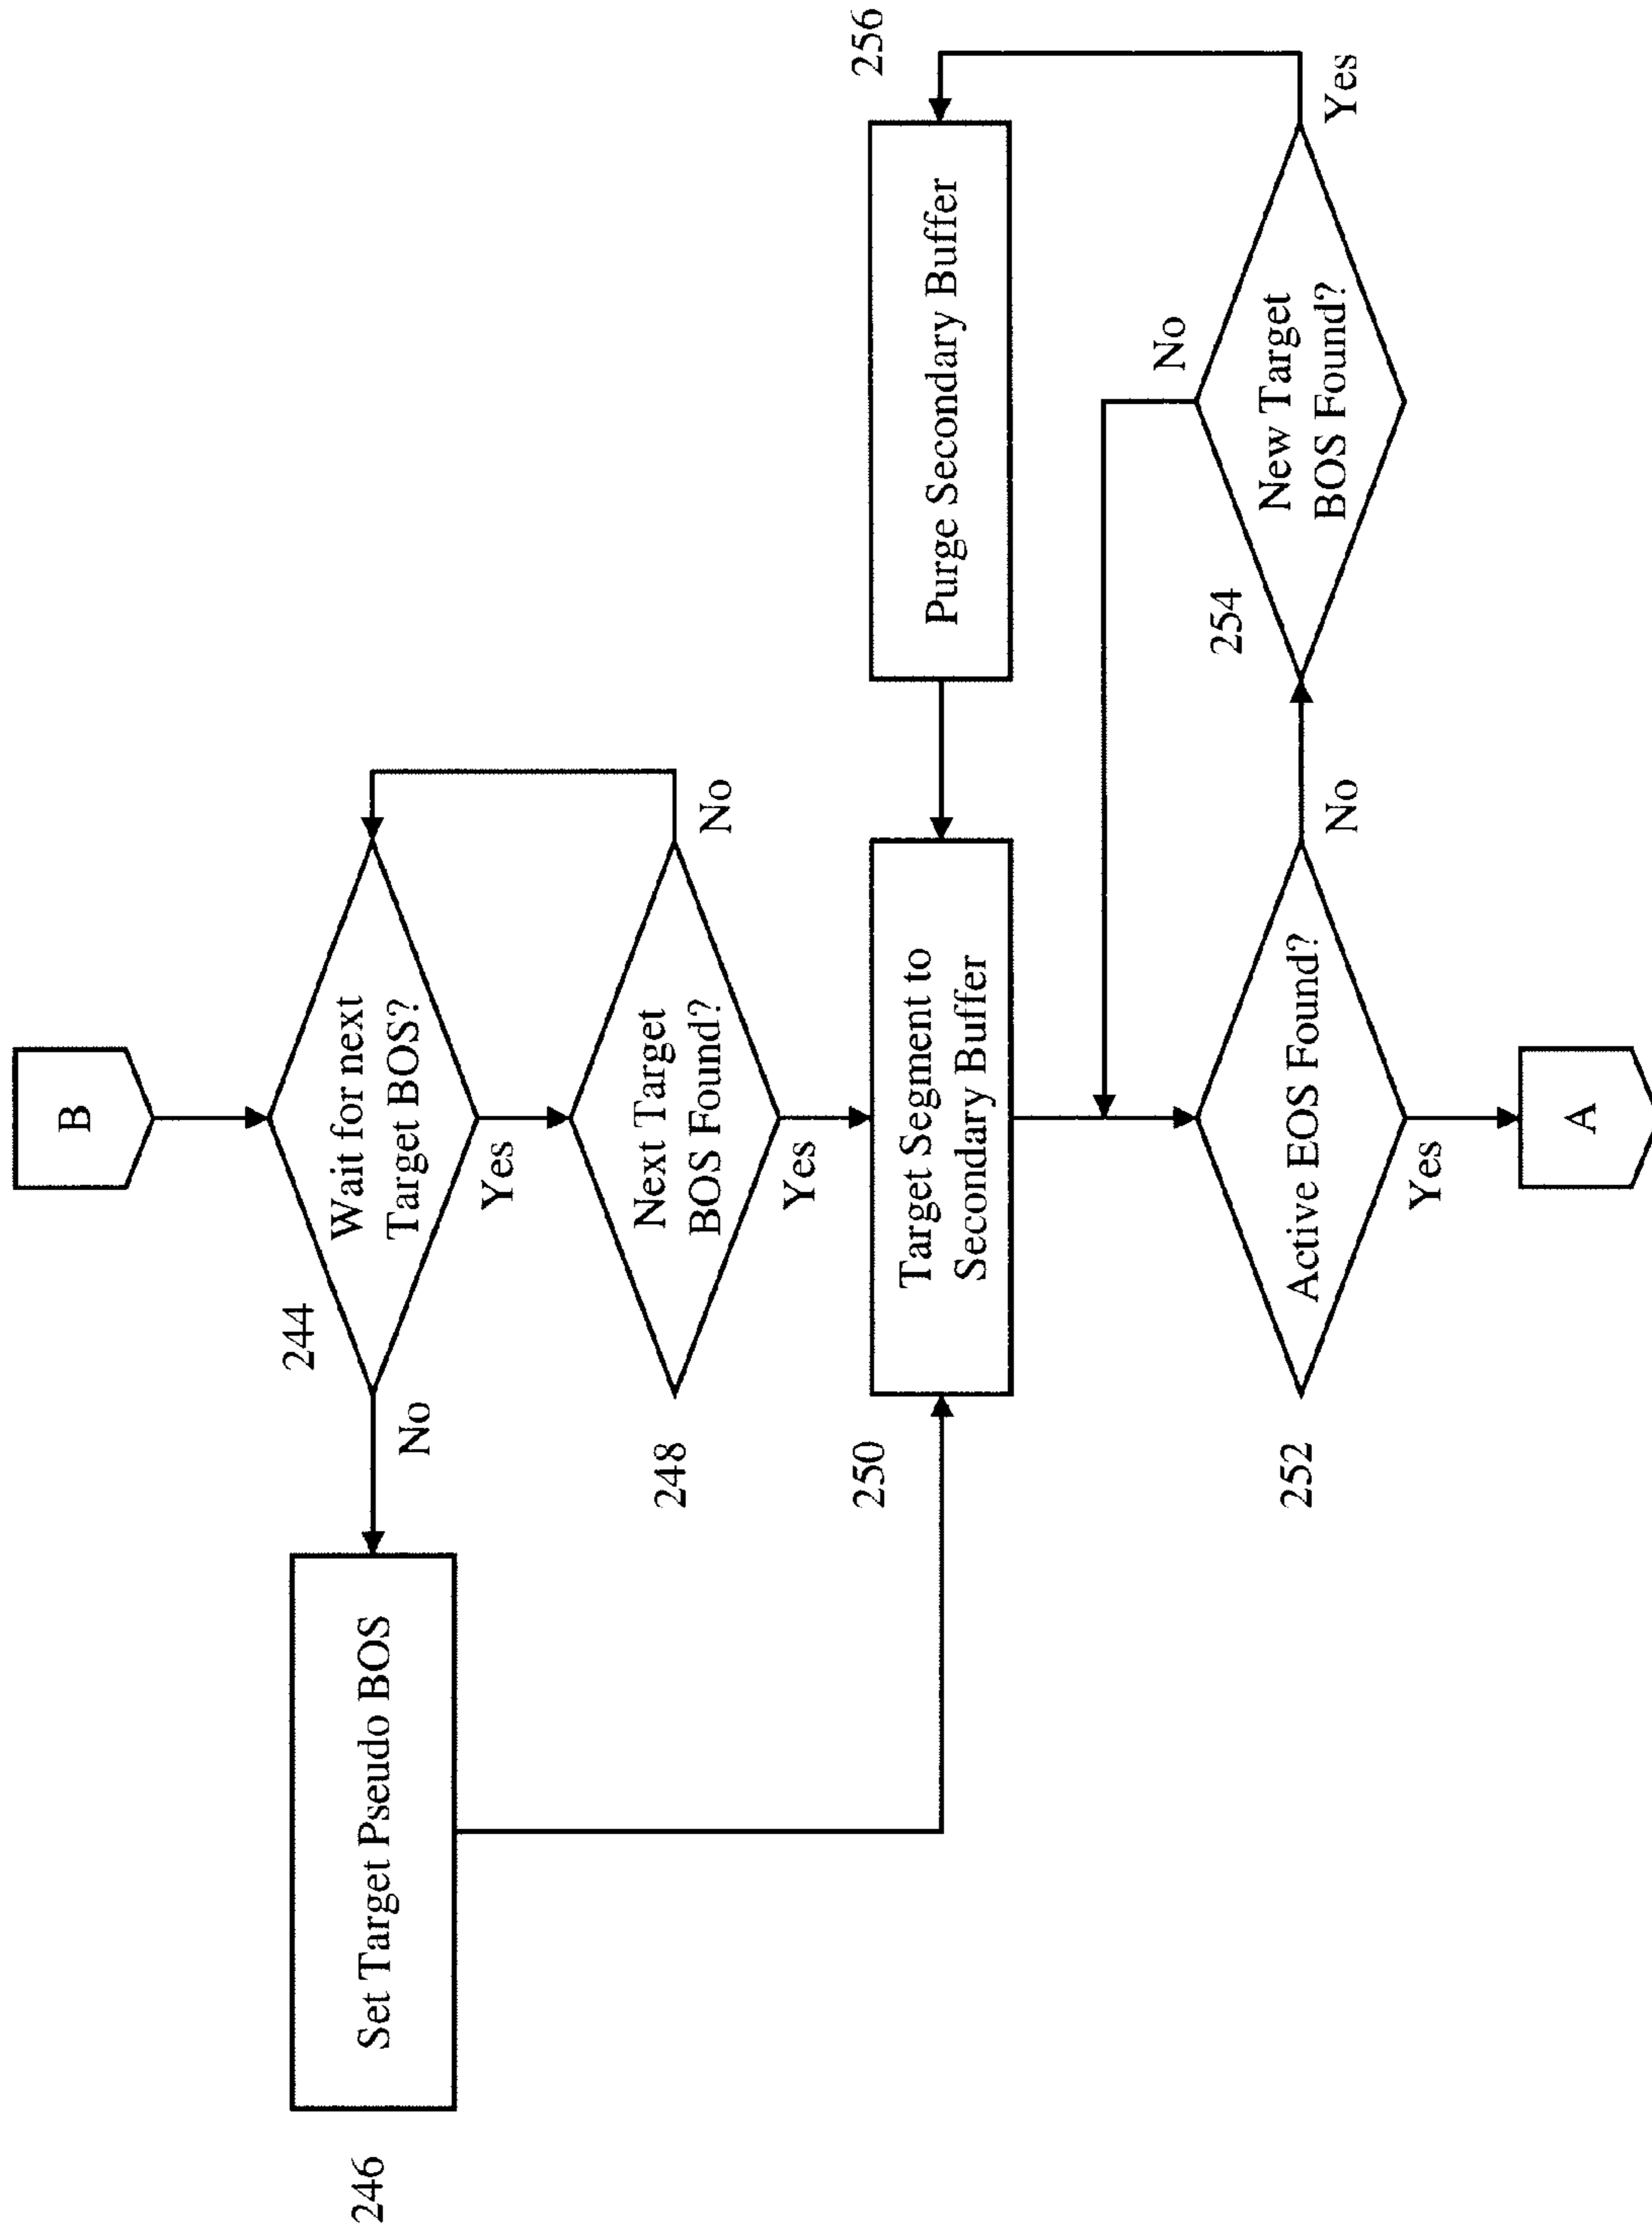 B
244
Wait for next
Target BOS?
No
Yes
246
Set Target Pseudo BOS
248
Next Target
BOS Found?
No
Yes
250
Target Segment to
Secondary Buffer
256
Purge Secondary Buffer
252
Active EOS Found?
No
Yes
254
New Target
BOS Found?
No
Yes
A